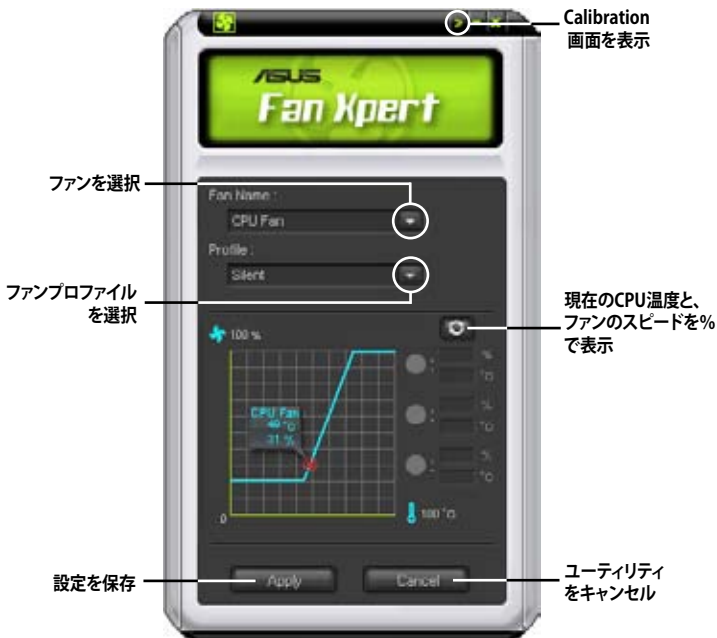 Calibration
画面を表示
ASUS
Fan Xpert
ファンを選択
Fan Name :
CPU Fan
Profile :
Silent
ファンプロファイル
を選択
現在のCPU温度と、
ファンのスピードを%
で表示
100 %
%
°C
CPU Fan
°C
31 %
%
°C
%
°C
0
100 °C
設定を保存
Apply
Cancel
ユーティリティ
をキャンセル